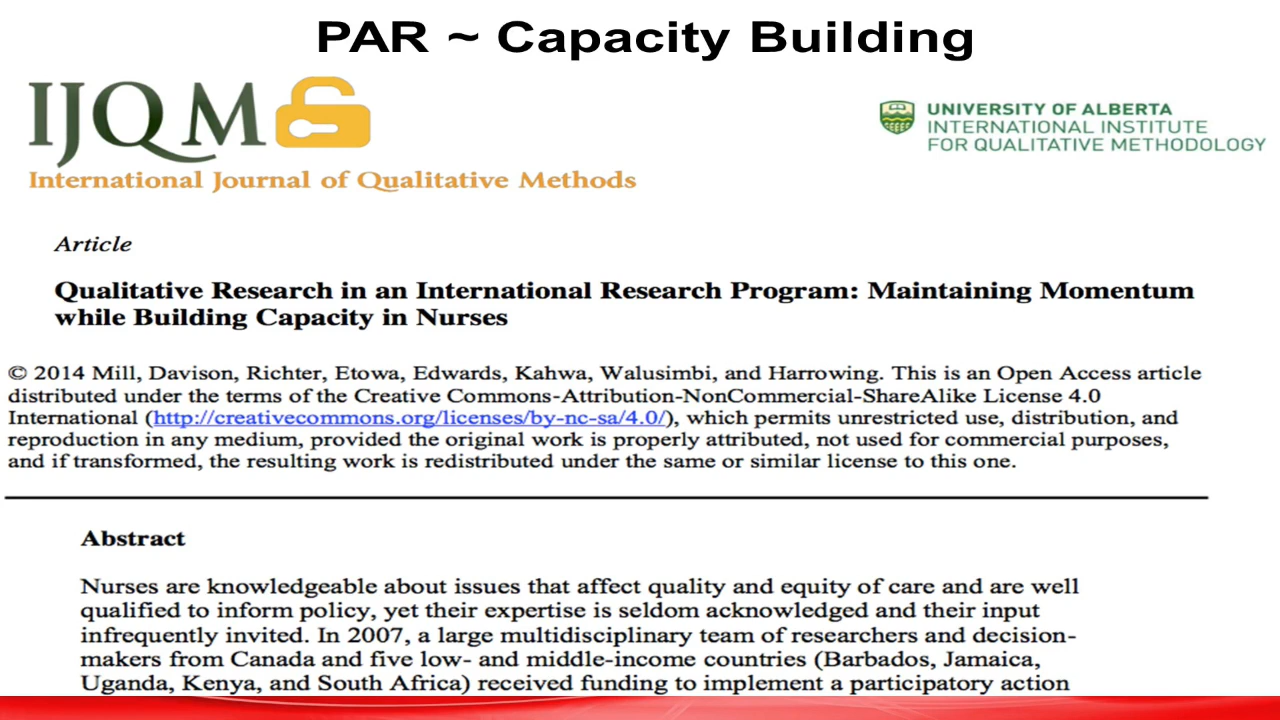 PAR ~ Capacity Building
IJQM
International Journal of Qualitative Methods
UNIVERSITY OF ALBERTA
INTERNATIONAL INSTITUTE
FOR QUALITATIVE METHODOLOGY
Article
Qualitative Research in an International Research Program: Maintaining Momentum
while Building Capacity in Nurses
© 2014 Mill, Davison, Richter, Etowa, Edwards, Kahwa, Walusimbi, and Harrowing. This is an Open Access article
distributed under the terms of the Creative Commons-Attribution-NonCommercial-ShareAlike License 4.0
International (http://creativecommons.org/licenses/by-nc-sa/4.0/), which permits unrestricted use, distribution, and
reproduction in any medium, provided the original work is properly attributed, not used for commercial purposes,
and if transformed, the resulting work is redistributed under the same or similar license to this one.
Abstract
Nurses are knowledgeable about issues that affect quality and equity of care and are well
qualified to inform policy, yet their expertise is seldom acknowledged and their input
infrequently invited. In 2007, a large multidisciplinary team of researchers and decision-
makers from Canada and five low- and middle-income countries (Barbados, Jamaica,
Uganda, Kenya, and South Africa) received funding to implement a participatory action